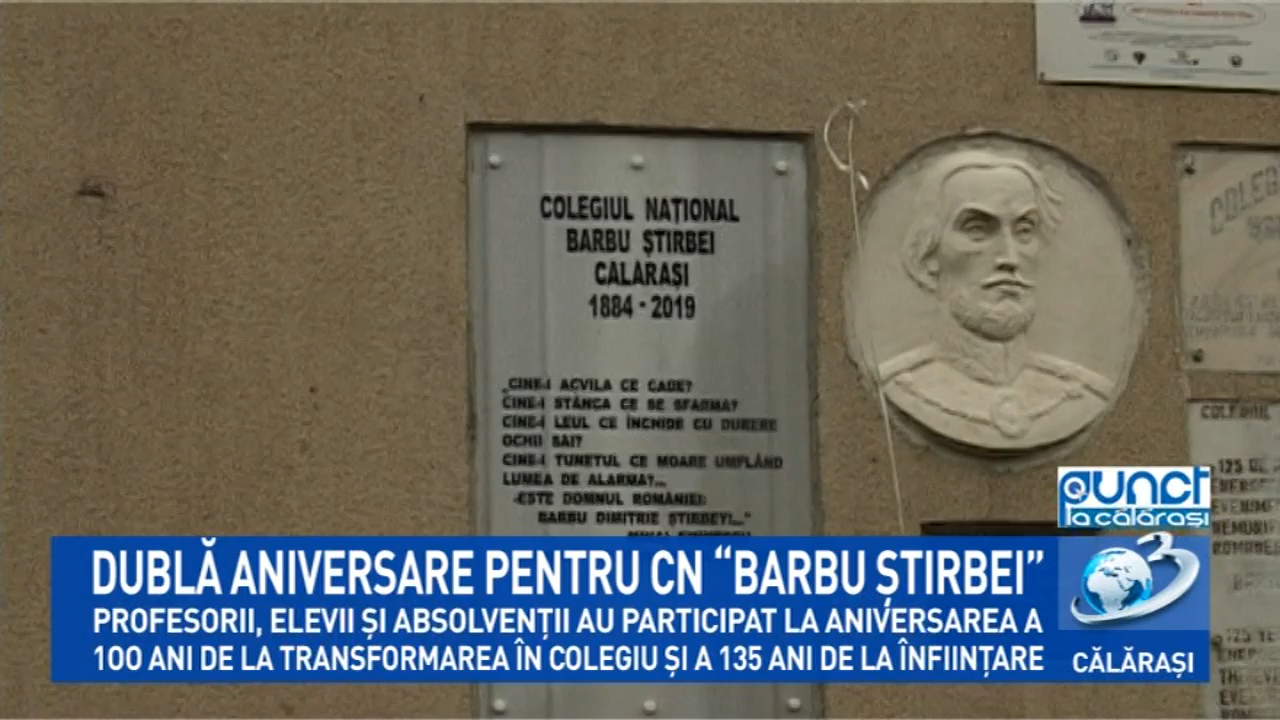 COLEGIUL NAȚIONAL
BARBU ȘTIRBEI
CĂLĂRAȘI
1884 - 2019
„CINE-I ACVILA CE CADE?
CINE-I STÂNCA CE SE SFARMĂ?
CINE-I LEUL CE ÎNCHIDE CU DURERE
OCHII SĂI?
CINE-I TUNETUL CE MOARE UMPLÂND
LUMEA DE ALARMĂ?...
-ESTE DOMNUL ROMÂNIEI:
BARBU DIMITRIE ȘTIRBEY!..."
COLEGIUL
125 DE
punct
la călărași
DUBLĂ ANIVERSARE PENTRU CN “BARBU ȘTIRBEI”
PROFESORII, ELEVII ȘI ABSOLVENȚII AU PARTICIPAT LA ANIVERSAREA A
100 ANI DE LA TRANSFORMAREA ÎN COLEGIU ȘI A 135 ANI DE LA ÎNFIINȚARE
3
CĂLĂRAȘI